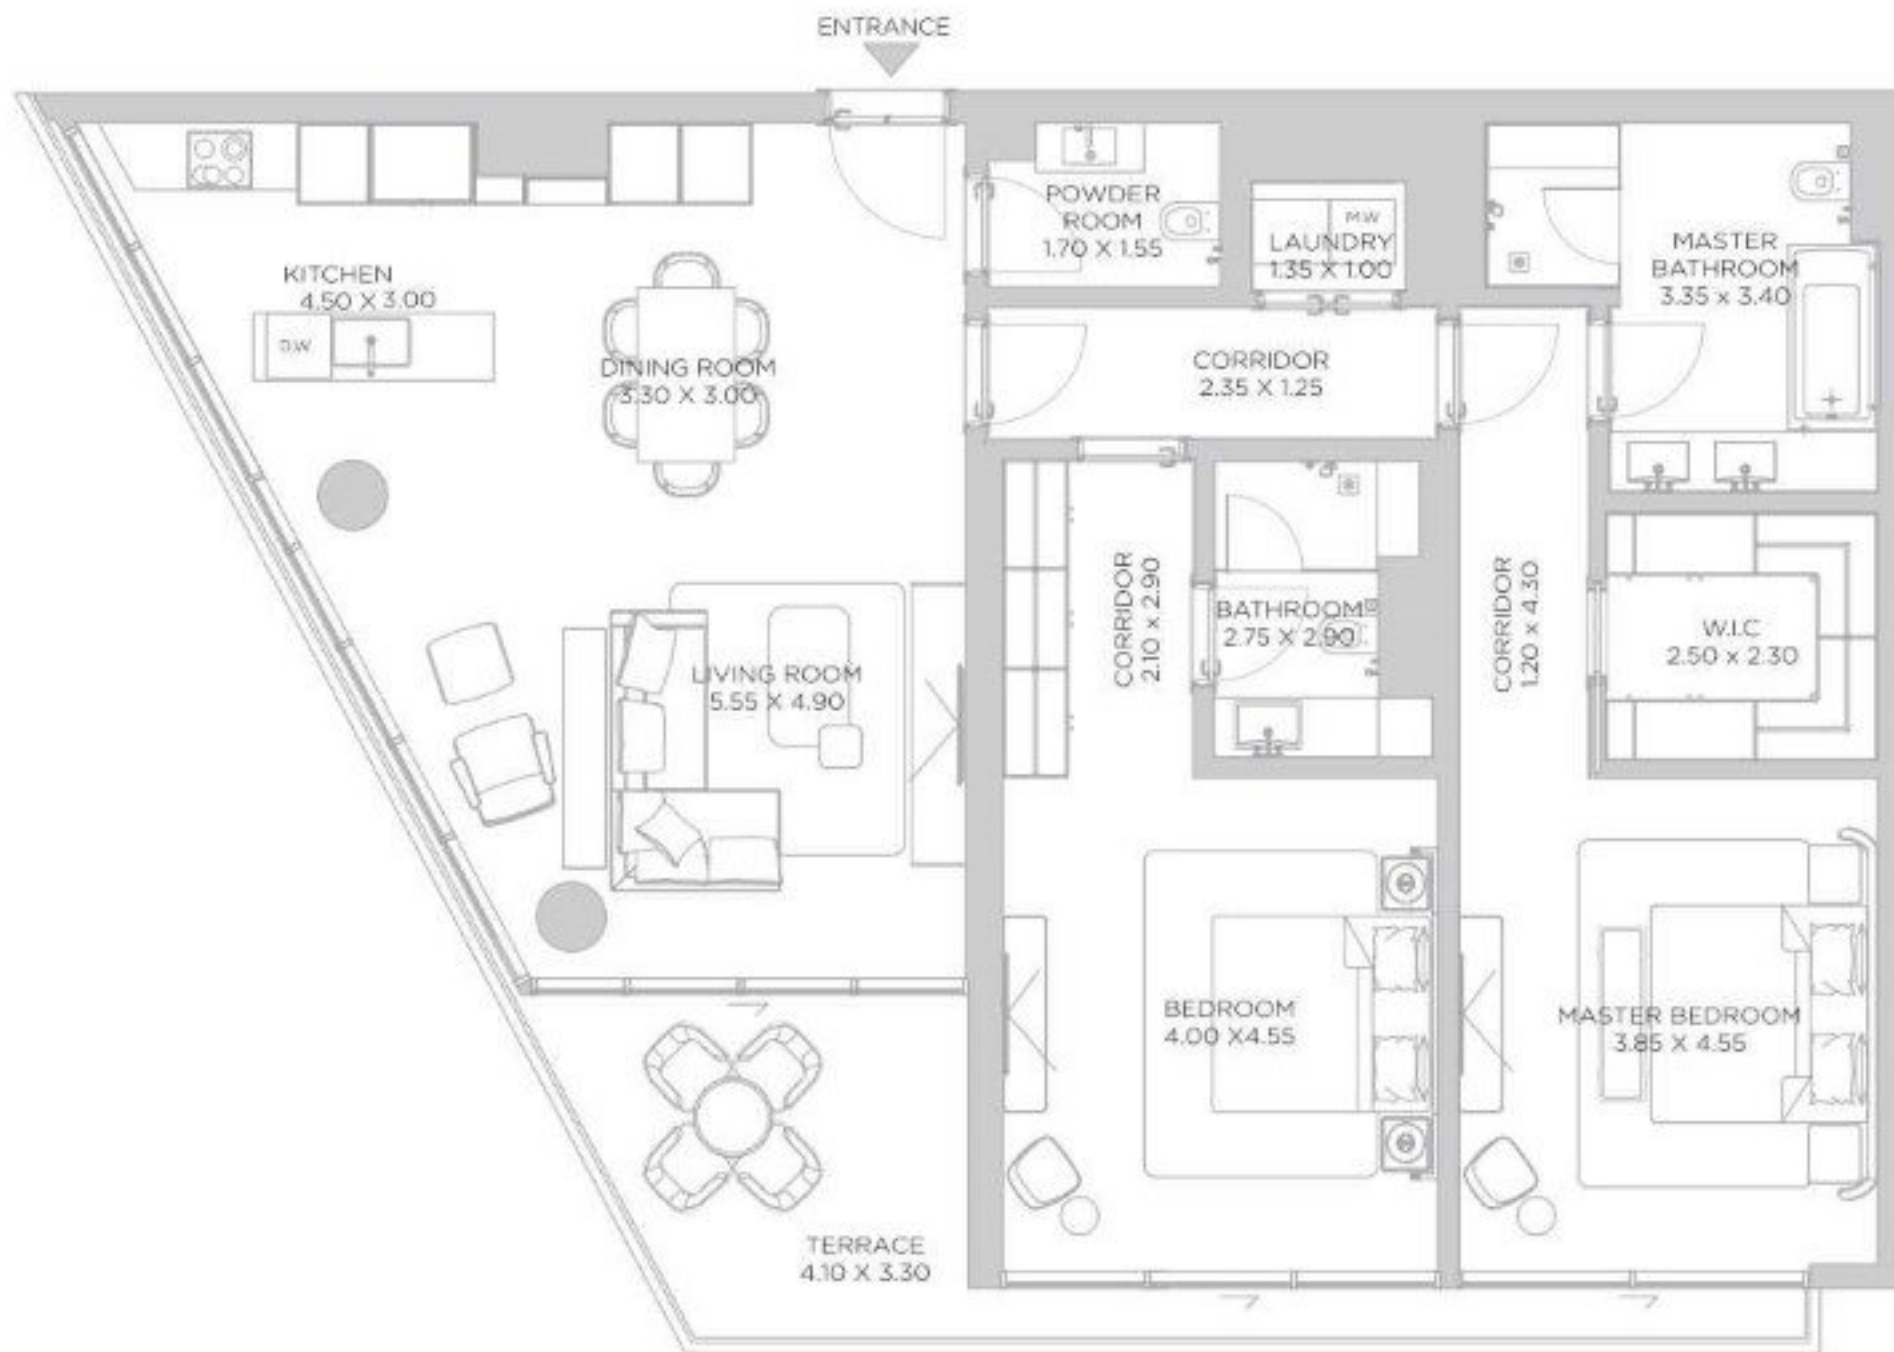 ENTRANCE
POWDER
ROOM
1.70 X 1.55
M.W
LAUNDRY
1.35 X 1.00
MASTER
BATHROOM
3.35 x 3.40
KITCHEN
4.50 X 3.00
D.W
DINING ROOM
3.30 X 3.00
CORRIDOR
2.35 X 1.25
CORRIDOR
2.10 x 2.90
BATHROOM
2.75 X 2.90
CORRIDOR
1.20 x 4.30
W.I.C
2.50 x 2.30
LIVING ROOM
5.55 X 4.90
BEDROOM
4.00 X4.55
MASTER BEDROOM
3.85 X 4.55
TERRACE
4.10 X 3.30